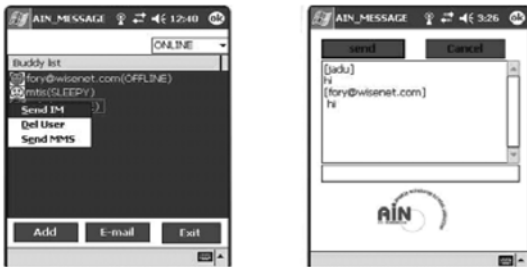 AIN_MESSAGE 12:40 ok
ONLINE
Buddy list
fory@wisenet.com(OFFLINE)
mtis(SLEEPY)
Send IM
Del User
Send MMS
Add E-mail Exit
AIN_MESSAGE 3:26 ok
send Cancel
[jadu]
hi
[fory@wisenet.com]
hi
AIN